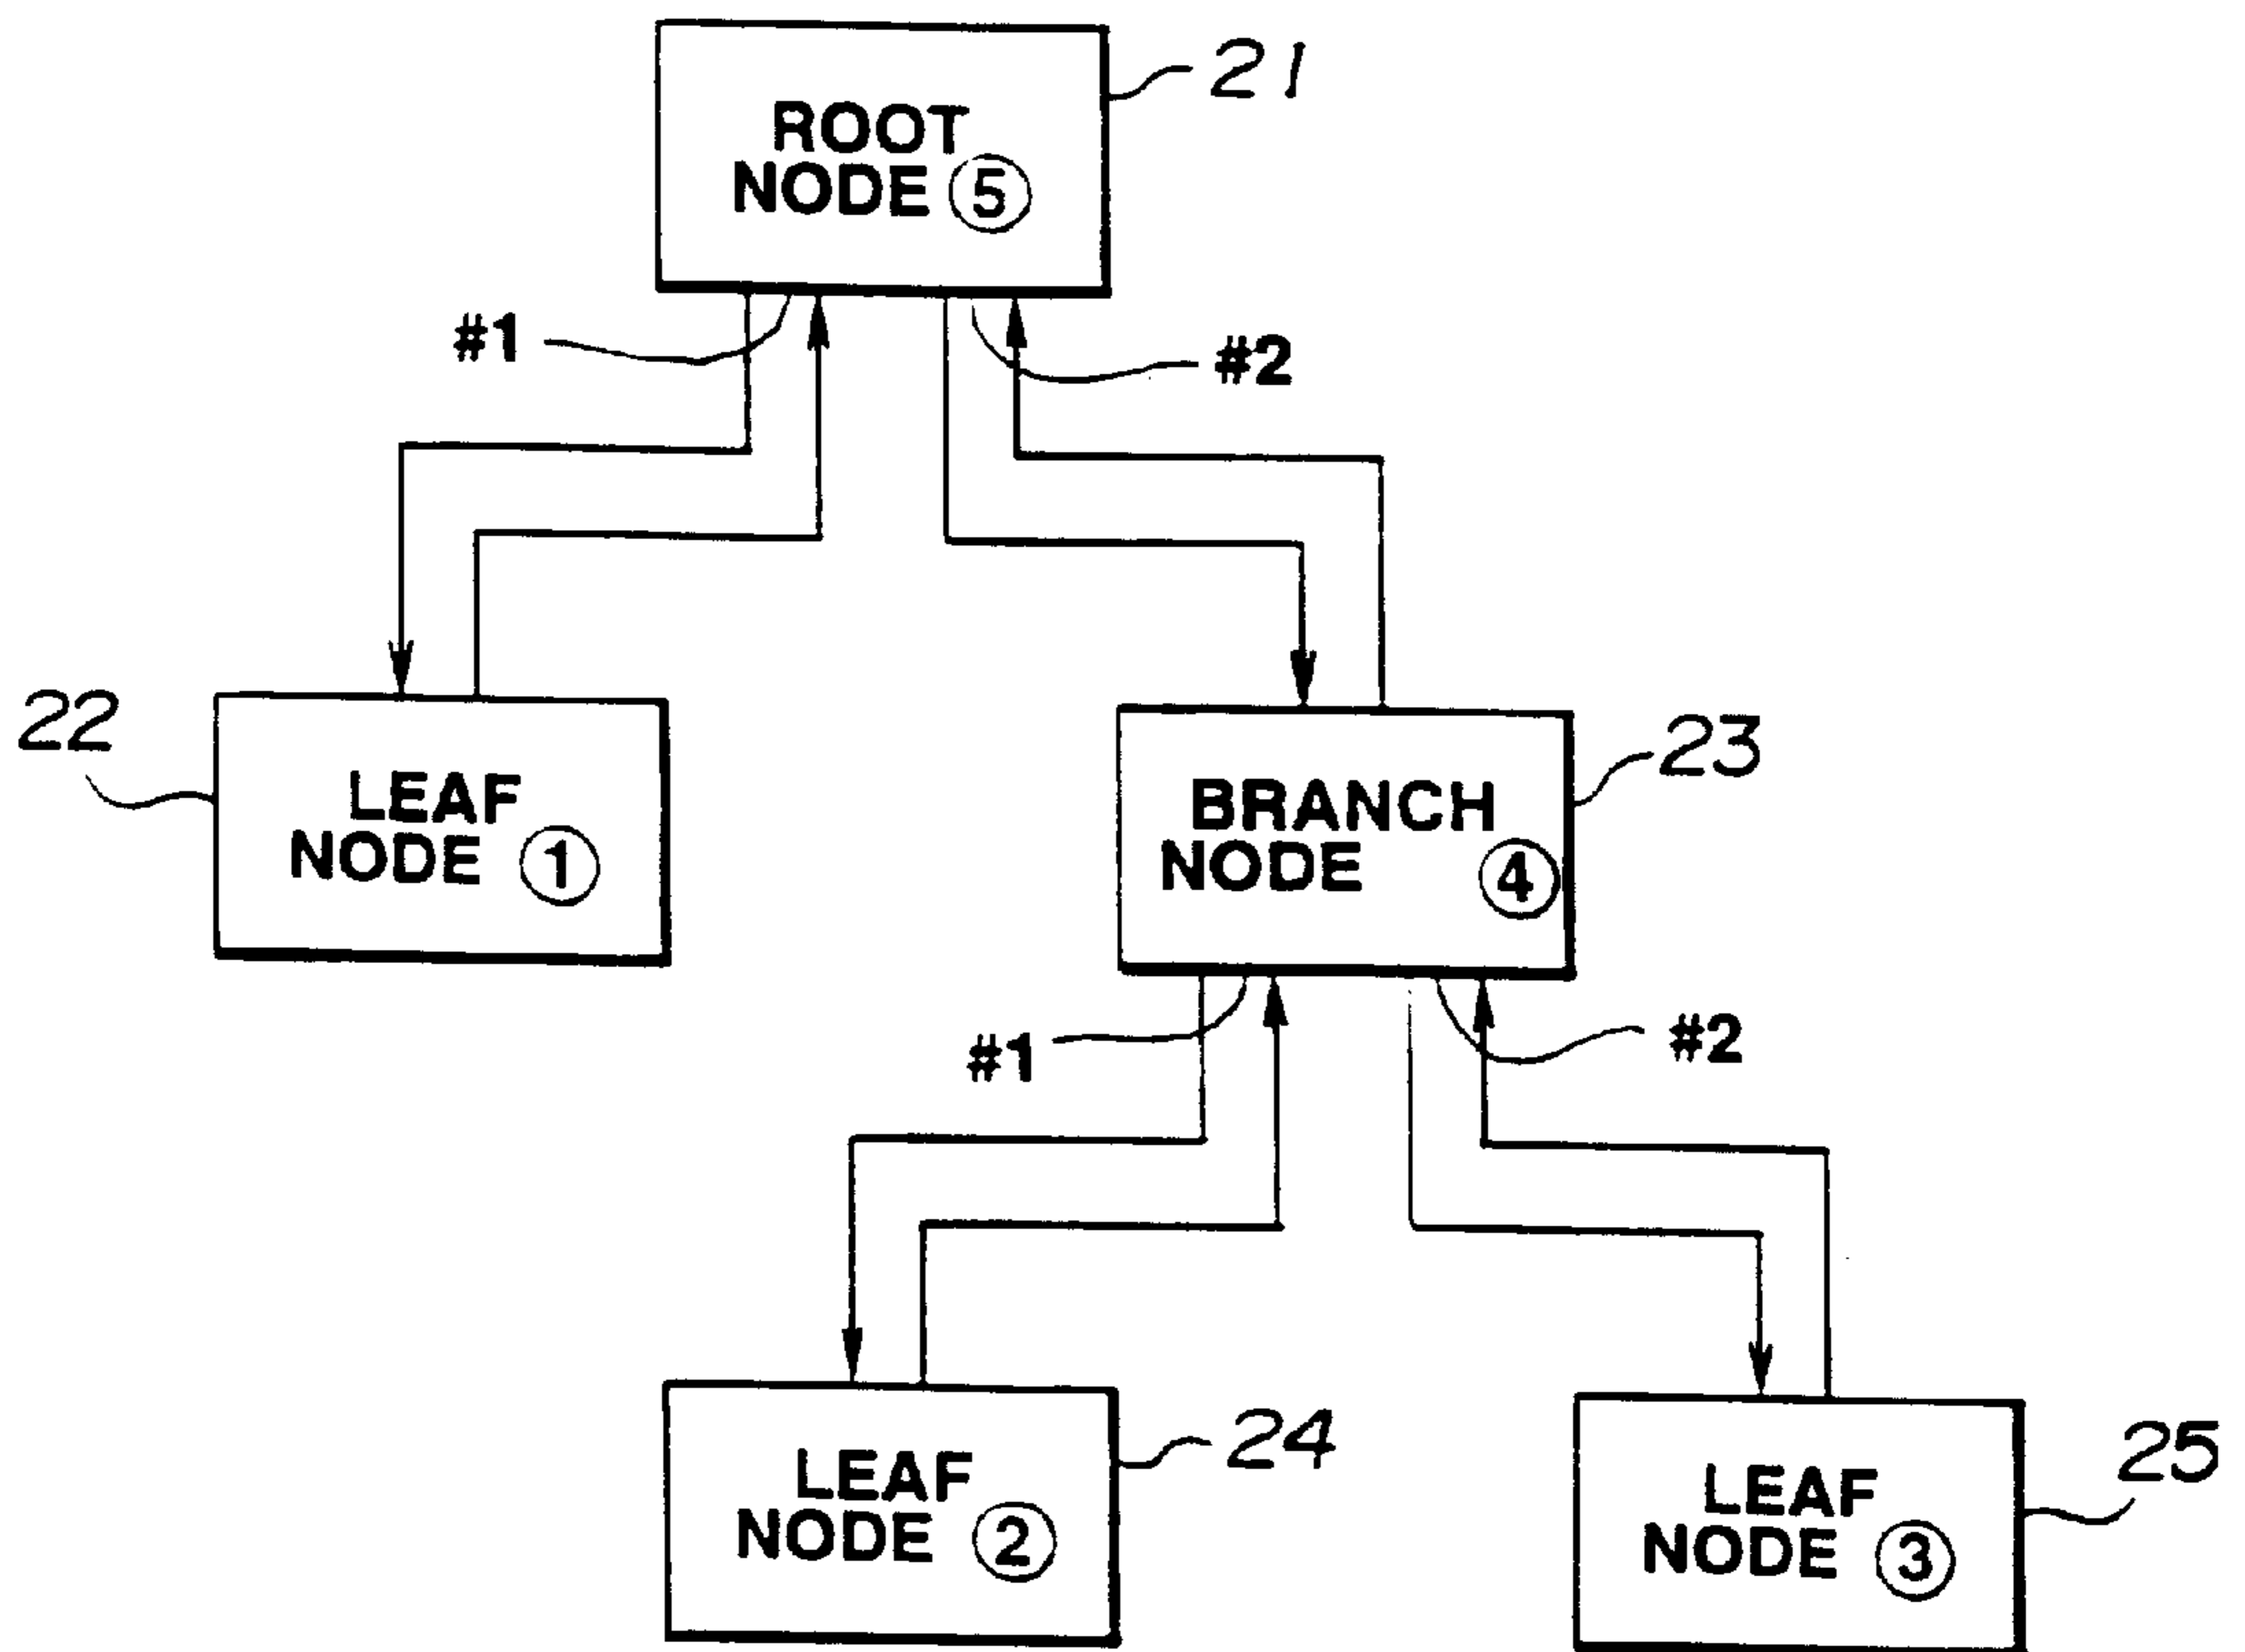 21
ROOT
NODE ⑤
#1
#2
22
LEAF
NODE ①
23
BRANCH
NODE ④
#1
#2
24
LEAF
NODE ②
25
LEAF
NODE ③